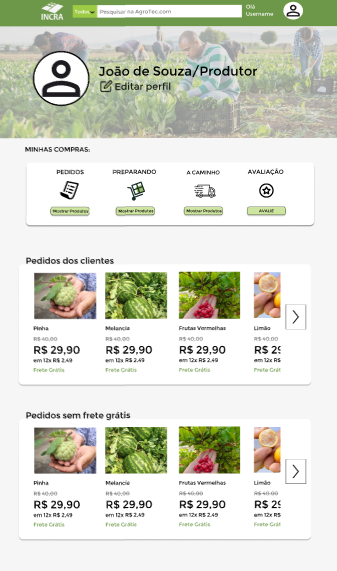 INCRA
Todos
Pesquisar na AgroTec.com
Olá
Username
João de Souza/Produtor
Editar perfil
MINHAS COMPRAS:
PEDIDOS PREPARANDO A CAMINHO AVALIAÇÃO
Mostrar Produtos Mostrar Produtos Mostrar Produtos AVALIE
Pedidos dos clientes
Pinha Melancia Frutas Vermelhas Limão
R$ 40,00 R$ 40,00 R$ 40,00 R$ 40,00
R$ 29,90 R$ 29,90 R$ 29,90 R$ 29
em 12x R$ 2,49 em 12x R$ 2,49 em 12x R$ 2,49 em 12x R$
Frete Grátis Frete Grátis Frete Grátis Frete Grát
Pedidos sem frete grátis
Pinha Melancia Frutas Vermelhas Limão
R$ 40,00 R$ 40,00 R$ 40,00 R$ 40,00
R$ 29,90 R$ 29,90 R$ 29,90 R$ 29
em 12x R$ 2,49 em 12x R$ 2,49 em 12x R$ 2,49 em 12x R$
Frete Grátis Frete Grátis Frete Grátis Frete Grát